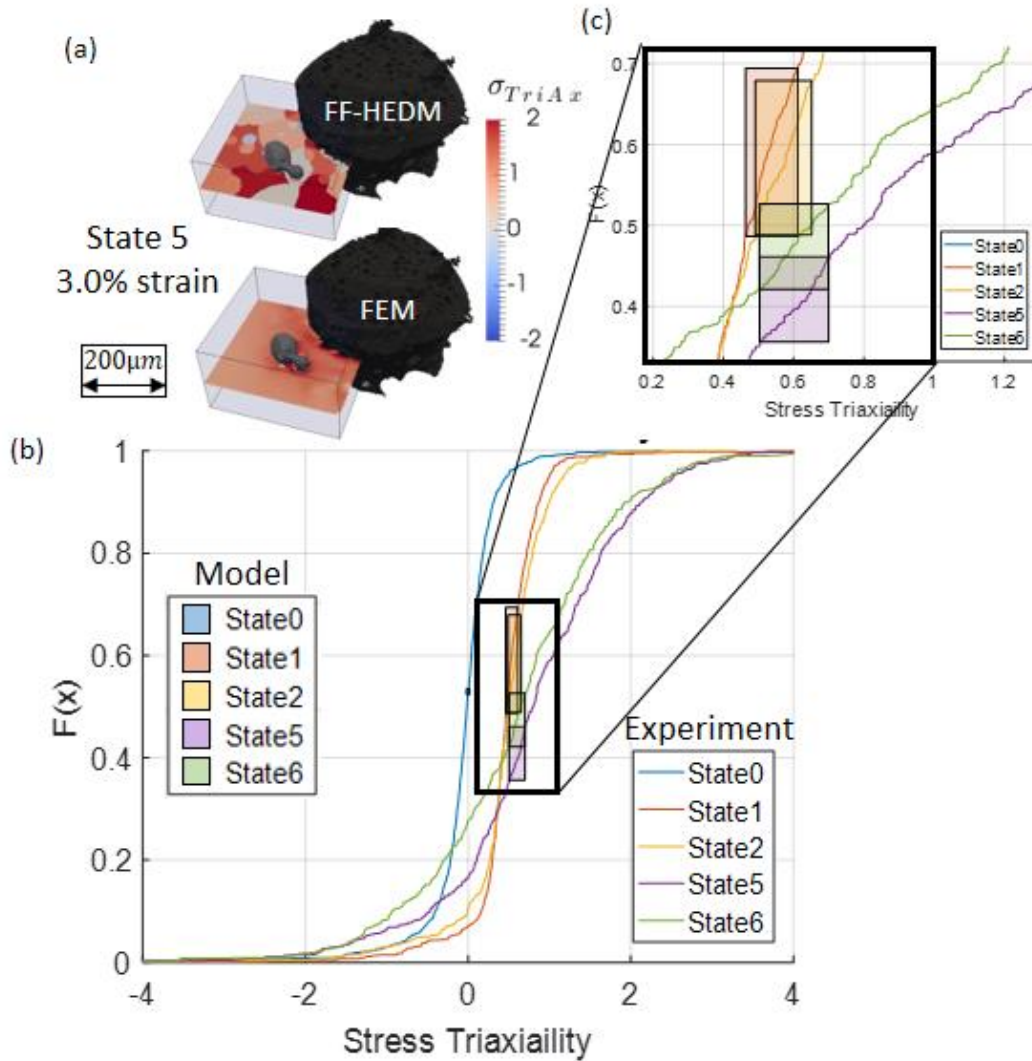 (a)
FF-HEDM
σTriAx
2
1
0
-1
-2
State 5
3.0% strain
FEM
200μm
(c)
0.7
0.6
0.5
0.4
F(x)
0.2
0.4
0.6
0.8
1
1.2
Stress Triaxiaility
State0
State1
State2
State5
State6
(b)
1
0.8
0.6
0.4
0.2
0
F(x)
-4
-2
0
2
4
Stress Triaxiaility
Model
State0
State1
State2
State5
State6
Experiment
State0
State1
State2
State5
State6